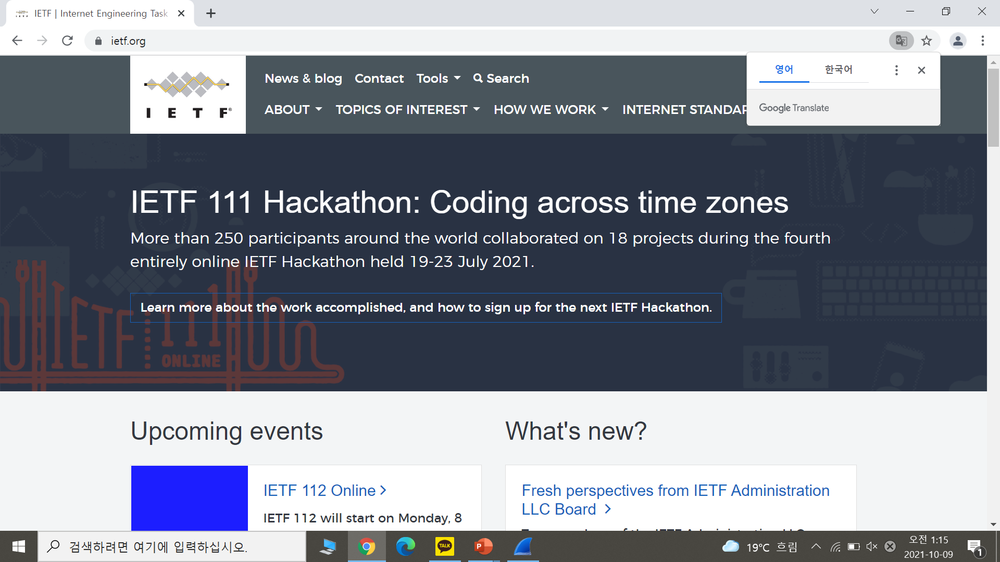 IETF | Internet Engineering Task
ietf.org
영어 한국어
Google Translate
I E T F®
News & blog Contact Tools Search
ABOUT TOPICS OF INTEREST HOW WE WORK INTERNET STANDAR
IETF 111 Hackathon: Coding across time zones
More than 250 participants around the world collaborated on 18 projects during the fourth
entirely online IETF Hackathon held 19-23 July 2021.
Learn more about the work accomplished, and how to sign up for the next IETF Hackathon.
IETF 111
ONLINE
Upcoming events
What's new?
IETF 112 Online
IETF 112 will start on Monday, 8
Fresh perspectives from IETF Administration
LLC Board
검색하려면 여기에 입력하십시오.
TALK
P
19°C 흐림
오전 1:15
2021-10-09
1